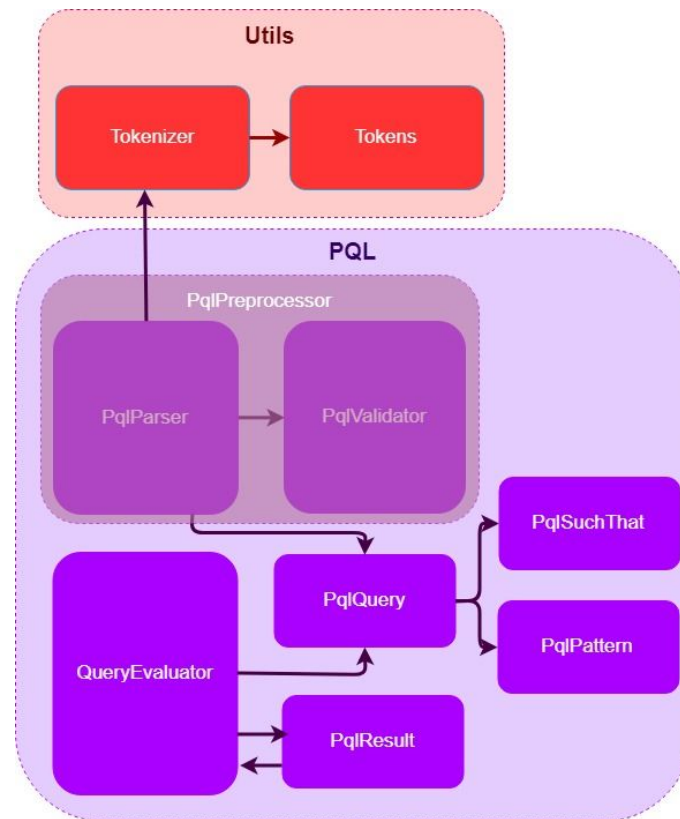 Utils
Tokenizer
Tokens
PQL
PqlPreprocessor
PqlParser
PqlValidator
PqlSuchThat
PqlQuery
PqlPattern
QueryEvaluator
PqlResult